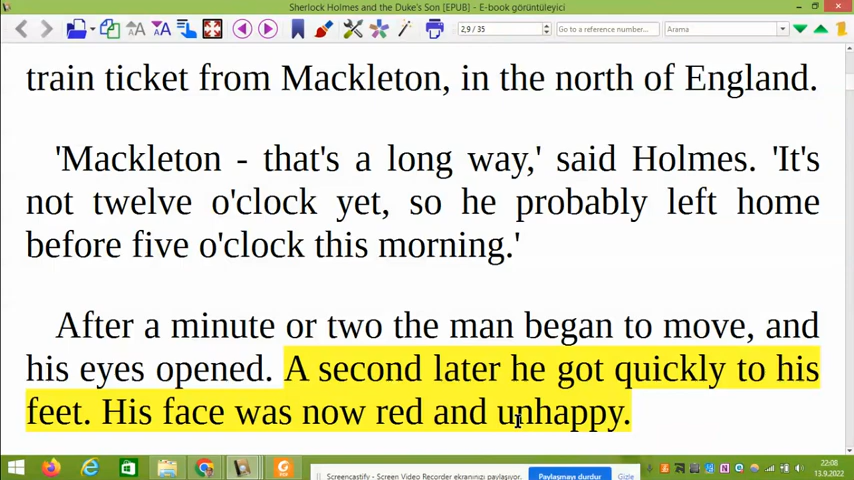 Sherlock Holmes and the Duke's Son [EPUB] - E-book görüntüleyici
2,9 / 35
Go to a reference number...
Arama
train ticket from Mackleton, in the north of England.
'Mackleton - that's a long way,' said Holmes. 'It's
not twelve o'clock yet, so he probably left home
before five o'clock this morning.'
After a minute or two the man began to move, and
his eyes opened. A second later he got quickly to his
feet. His face was now red and unhappy.
Screencastify - Screen Video Recorder ekranınızı paylaşıyor.
Paylaşmayı durdur
Gizle
22:08
13.9.2022